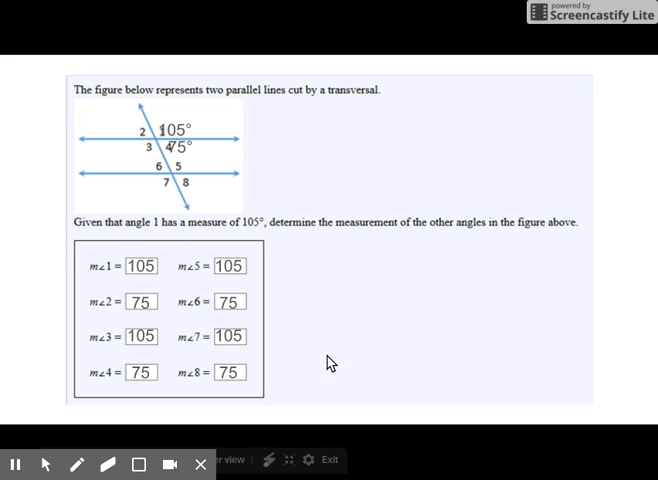 powered by
Screencastify Lite
The figure below represents two parallel lines cut by a transversal.
2 105°
3 75°
6 5
7 8
Given that angle 1 has a measure of 105°, determine the measurement of the other angles in the figure above.
m∠1 = 105 m∠5 = 105
m∠2 = 75 m∠6 = 75
m∠3 = 105 m∠7 = 105
m∠4 = 75 m∠8 = 75
view Exit